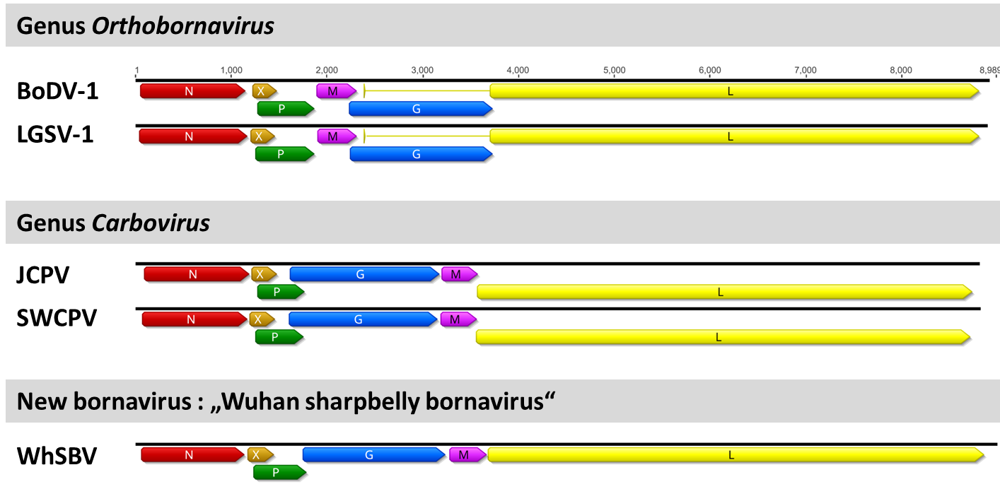 Genus Orthobornavirus
1 1,000 2,000 3,000 4,000 5,000 6,000 7,000 8,000 8,989
BoDV-1 N X M L
P G
LGSV-1 N X M L
P G
Genus Carbovirus
JCPV N X G M
P L
SWCPV N X G M
P L
New bornavirus : „Wuhan sharpbelly bornavirus“
WhSBV N X G M L
P